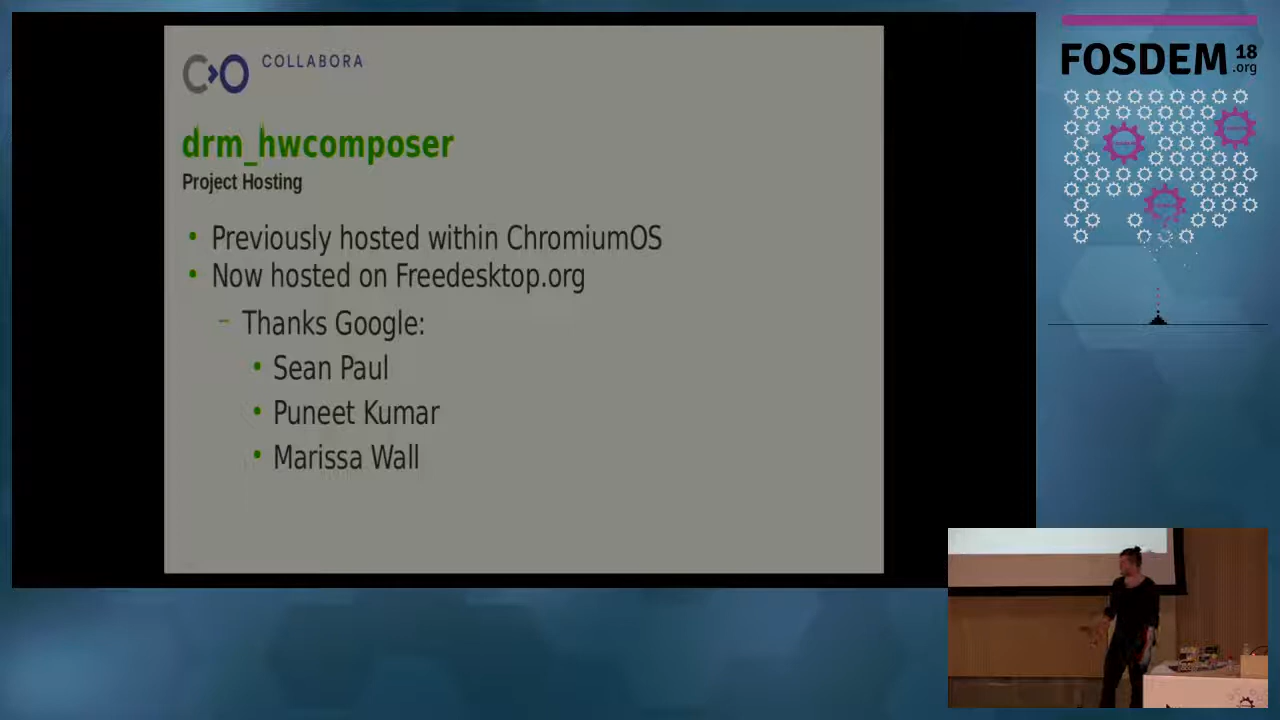 COLLABORA
drm_hwcomposer
Project Hosting
• Previously hosted within ChromiumOS
• Now hosted on Freedesktop.org
– Thanks Google:
• Sean Paul
• Puneet Kumar
• Marissa Wall
FOSDEM 18
.org